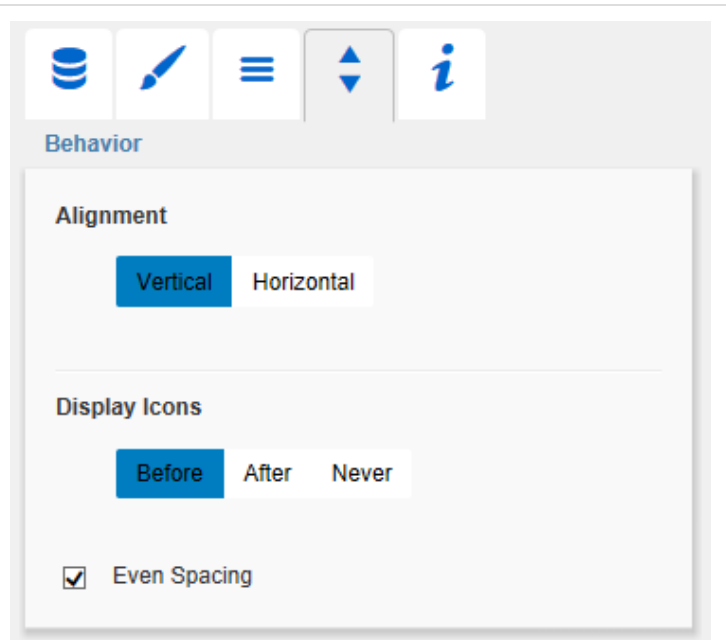 Behavior
Alignment
Vertical Horizontal
Display Icons
Before After Never
Even Spacing